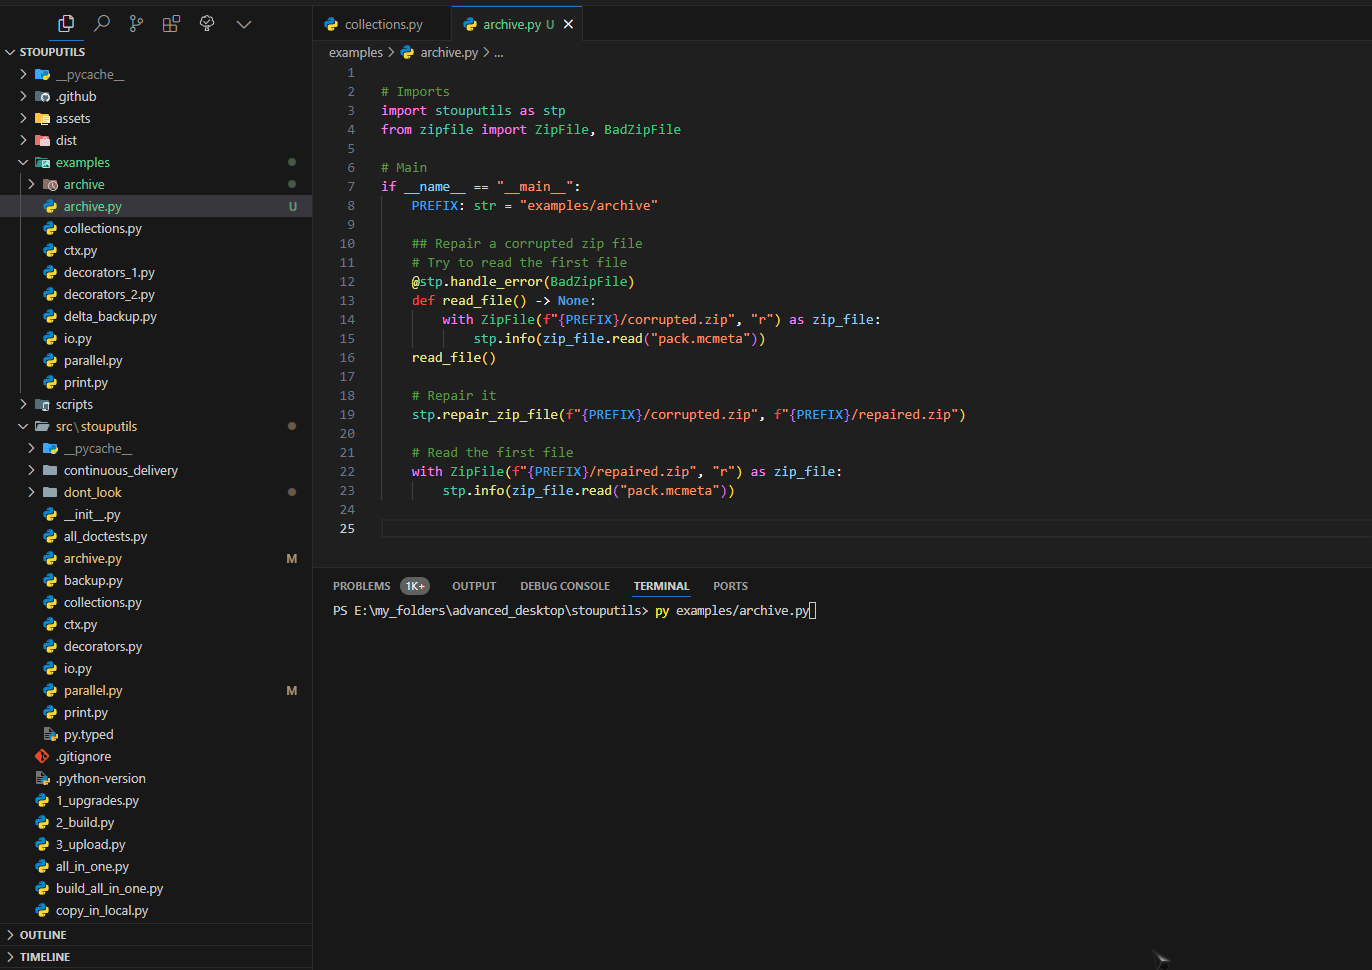 STOUPUTILS
__pycache__
.github
assets
dist
examples
archive
archive.py U
collections.py
ctx.py
decorators_1.py
decorators_2.py
delta_backup.py
io.py
parallel.py
print.py
scripts
src\stouputils
__pycache__
continuous_delivery
dont_look
__init__.py
all_doctests.py
archive.py M
backup.py
collections.py
ctx.py
decorators.py
io.py
parallel.py M
print.py
py.typed
.gitignore
.python-version
1_upgrades.py
2_build.py
3_upload.py
all_in_one.py
build_all_in_one.py
copy_in_local.py
OUTLINE
TIMELINE
collections.py
archive.py U
examples > archive.py > ...
1
2 # Imports
3 import stouputils as stp
4 from zipfile import ZipFile, BadZipFile
5
6 # Main
7 if __name__ == "__main__":
8 PREFIX: str = "examples/archive"
9
10 ## Repair a corrupted zip file
11 # Try to read the first file
12 @stp.handle_error(BadZipFile)
13 def read_file() -> None:
14 with ZipFile(f"{PREFIX}/corrupted.zip", "r") as zip_file:
15 stp.info(zip_file.read("pack.mcmeta"))
16 read_file()
17
18 # Repair it
19 stp.repair_zip_file(f"{PREFIX}/corrupted.zip", f"{PREFIX}/repaired.zip")
20
21 # Read the first file
22 with ZipFile(f"{PREFIX}/repaired.zip", "r") as zip_file:
23 stp.info(zip_file.read("pack.mcmeta"))
24
25
PROBLEMS 1K+ OUTPUT DEBUG CONSOLE TERMINAL PORTS
PS E:\my_folders\advanced_desktop\stouputils> py examples/archive.py